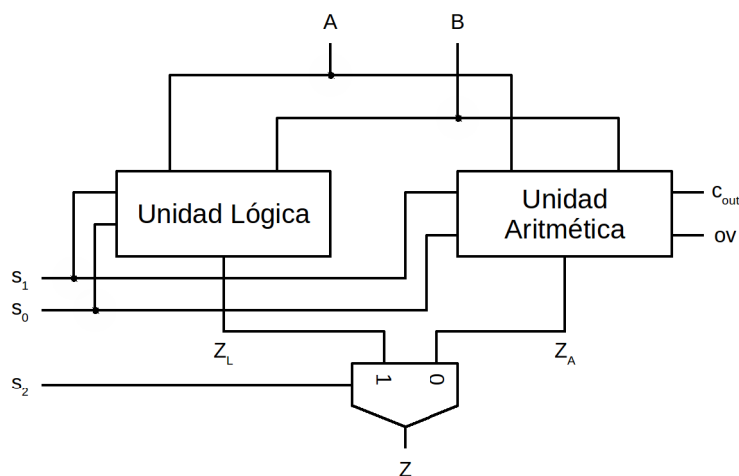 A
B
Unidad Lógica
Unidad
Aritmética
c_out
ov
s_1
s_0
Z_L
Z_A
s_2
1
0
Z